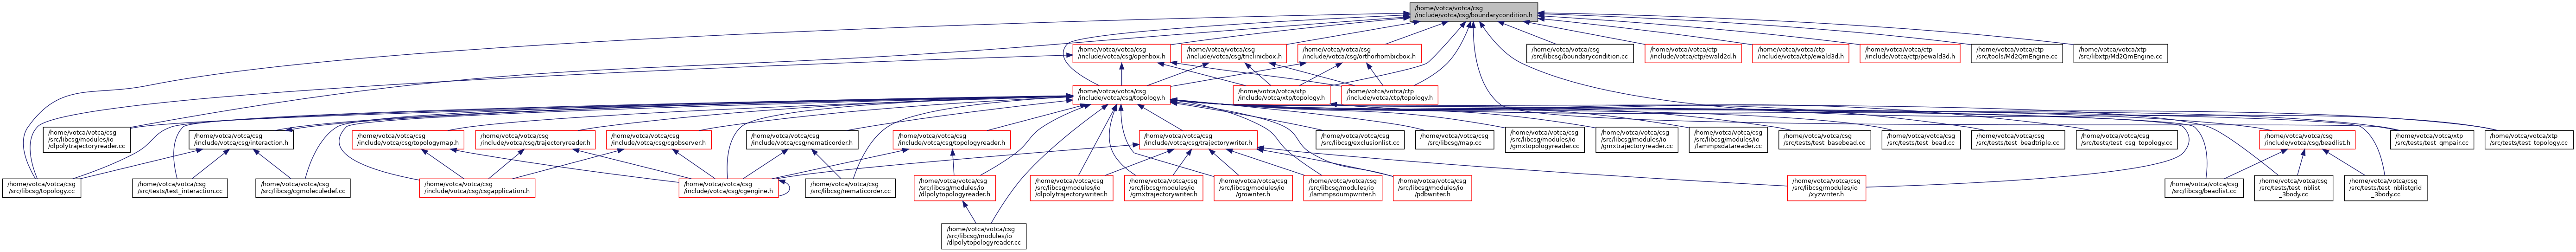 /home/votca/votca/csg
/include/votca/csg/boundarycondition.h
/home/votca/votca/csg
/include/votca/csg/openbox.h
/home/votca/votca/csg
/include/votca/csg/triclinicbox.h
/home/votca/votca/csg
/include/votca/csg/orthorhombicbox.h
/home/votca/votca/csg
/src/libcsg/boundarycondition.cc
/home/votca/votca/ctp
/include/votca/ctp/ewald2d.h
/home/votca/votca/ctp
/include/votca/ctp/ewald3d.h
/home/votca/votca/ctp
/include/votca/ctp/pewald3d.h
/home/votca/votca/ctp
/src/tools/Md2QmEngine.cc
/home/votca/votca/xtp
/src/libxtp/Md2QmEngine.cc
/home/votca/votca/csg
/include/votca/csg/topology.h
/home/votca/votca/xtp
/include/votca/xtp/topology.h
/home/votca/votca/ctp
/include/votca/ctp/topology.h
/home/votca/votca/csg
/src/libcsg/modules/io
/dlpolytrajectoryreader.cc
/home/votca/votca/csg
/include/votca/csg/interaction.h
/home/votca/votca/csg
/include/votca/csg/topologymap.h
/home/votca/votca/csg
/include/votca/csg/trajectoryreader.h
/home/votca/votca/csg
/include/votca/csg/cgobserver.h
/home/votca/votca/csg
/include/votca/csg/nematicorder.h
/home/votca/votca/csg
/include/votca/csg/topologyreader.h
/home/votca/votca/csg
/include/votca/csg/trajectorywriter.h
/home/votca/votca/csg
/src/libcsg/exclusionlist.cc
/home/votca/votca/csg
/src/libcsg/map.cc
/home/votca/votca/csg
/src/libcsg/modules/io
/gmxtopologyreader.cc
/home/votca/votca/csg
/src/libcsg/modules/io
/gmxtrajectoryreader.cc
/home/votca/votca/csg
/src/libcsg/modules/io
/lammpsdatareader.cc
/home/votca/votca/csg
/src/tests/test_basebead.cc
/home/votca/votca/csg
/src/tests/test_bead.cc
/home/votca/votca/csg
/src/tests/test_beadtriple.cc
/home/votca/votca/csg
/src/tests/test_csg_topology.cc
/home/votca/votca/csg
/include/votca/csg/beadlist.h
/home/votca/votca/xtp
/src/tests/test_qmpair.cc
/home/votca/votca/xtp
/src/tests/test_topology.cc
/home/votca/votca/csg
/src/libcsg/topology.cc
/home/votca/votca/csg
/src/tests/test_interaction.cc
/home/votca/votca/csg
/src/libcsg/cgmoleculedef.cc
/home/votca/votca/csg
/include/votca/csg/csgapplication.h
/home/votca/votca/csg
/include/votca/csg/cgengine.h
/home/votca/votca/csg
/src/libcsg/nematicorder.cc
/home/votca/votca/csg
/src/libcsg/modules/io
/dlpolytopologyreader.h
/home/votca/votca/csg
/src/libcsg/modules/io
/dlpolytrajectorywriter.h
/home/votca/votca/csg
/src/libcsg/modules/io
/gmxtrajectorywriter.h
/home/votca/votca/csg
/src/libcsg/modules/io
/growriter.h
/home/votca/votca/csg
/src/libcsg/modules/io
/lammpsdumpwriter.h
/home/votca/votca/csg
/src/libcsg/modules/io
/pdbwriter.h
/home/votca/votca/csg
/src/libcsg/modules/io
/xyzwriter.h
/home/votca/votca/csg
/src/libcsg/beadlist.cc
/home/votca/votca/csg
/src/tests/test_nblist
_3body.cc
/home/votca/votca/csg
/src/tests/test_nblistgrid
_3body.cc
/home/votca/votca/csg
/src/libcsg/modules/io
/dlpolytopologyreader.cc